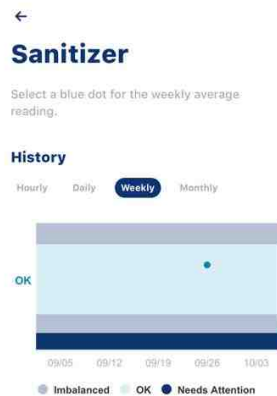 Sanitizer
Select a blue dot for the weekly average
reading.
History
Hourly Daily Weekly Monthly
OK
09/05 09/12 09/19 09/26 10/03
Imbalanced OK Needs Attention